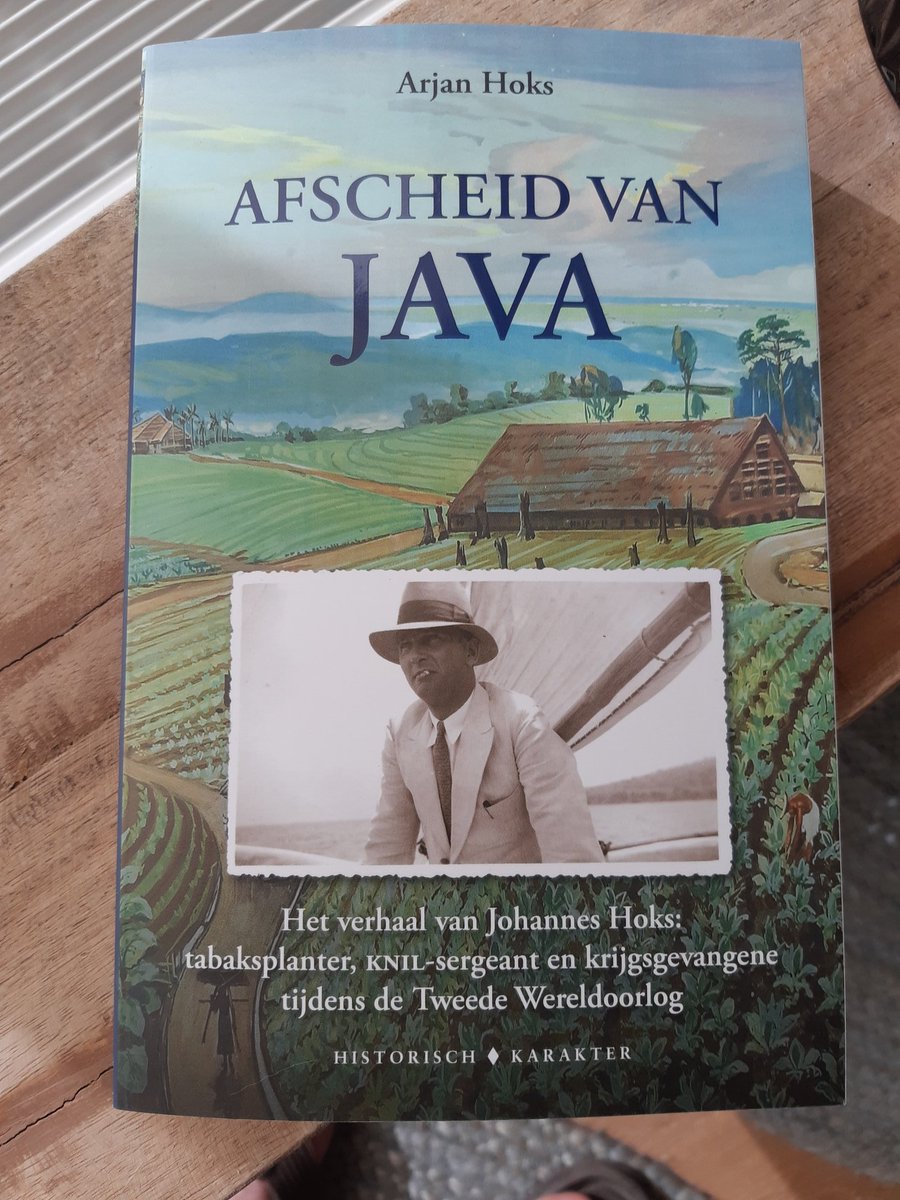 Arjan Hoks
AFSCHEID VAN
JAVA
Het verhaal van Johannes Hoks:
tabaksplanter, KNIL-sergeant en krijgsgevangene
tijdens de Tweede Wereldoorlog
HISTORISCH ♦ KARAKTER